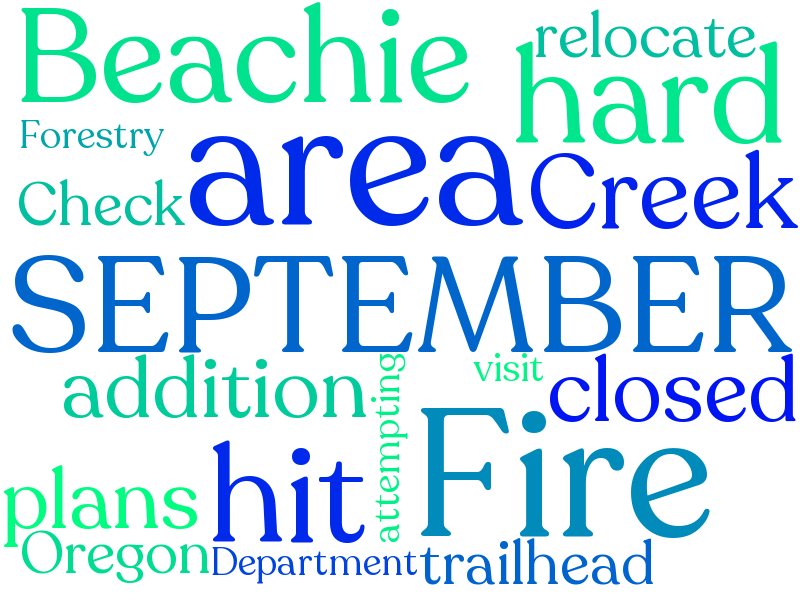 Beachie
relocate
hard
Forestry
area
Check
Creek
SEPTEMBER
addition
attempting
visit
closed
Fire
hit
plans
Oregon
Department
trailhead